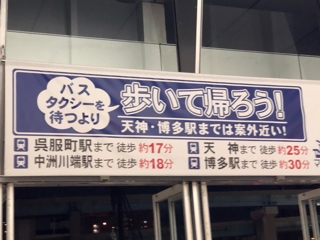 バス
タクシーを
待つより
歩いて帰ろう!
天神・博多駅までは案外近い!
呉服町駅まで 徒歩 約17分
天神まで 徒歩 約25分
中洲川端駅まで 徒歩 約18分
博多駅まで 徒歩 約30分